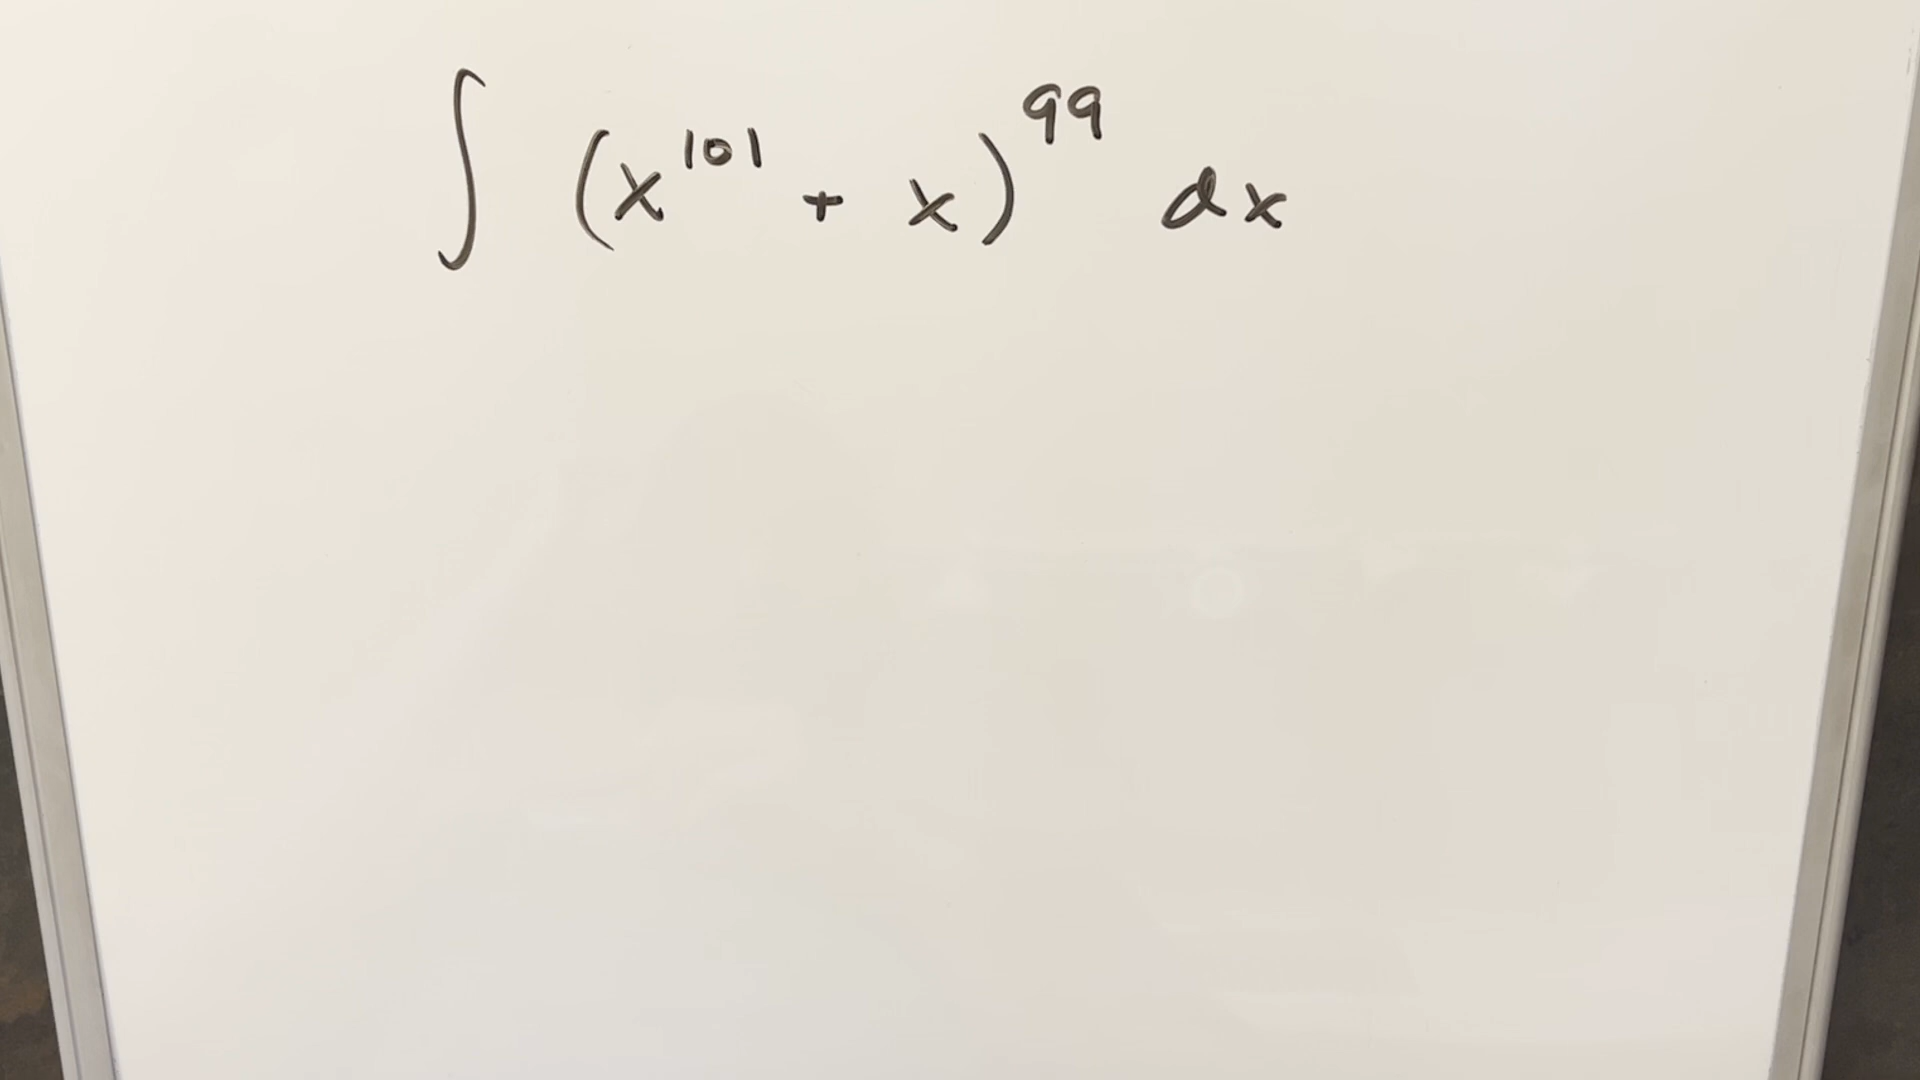 ∫ (x^101 + x)^99 dx